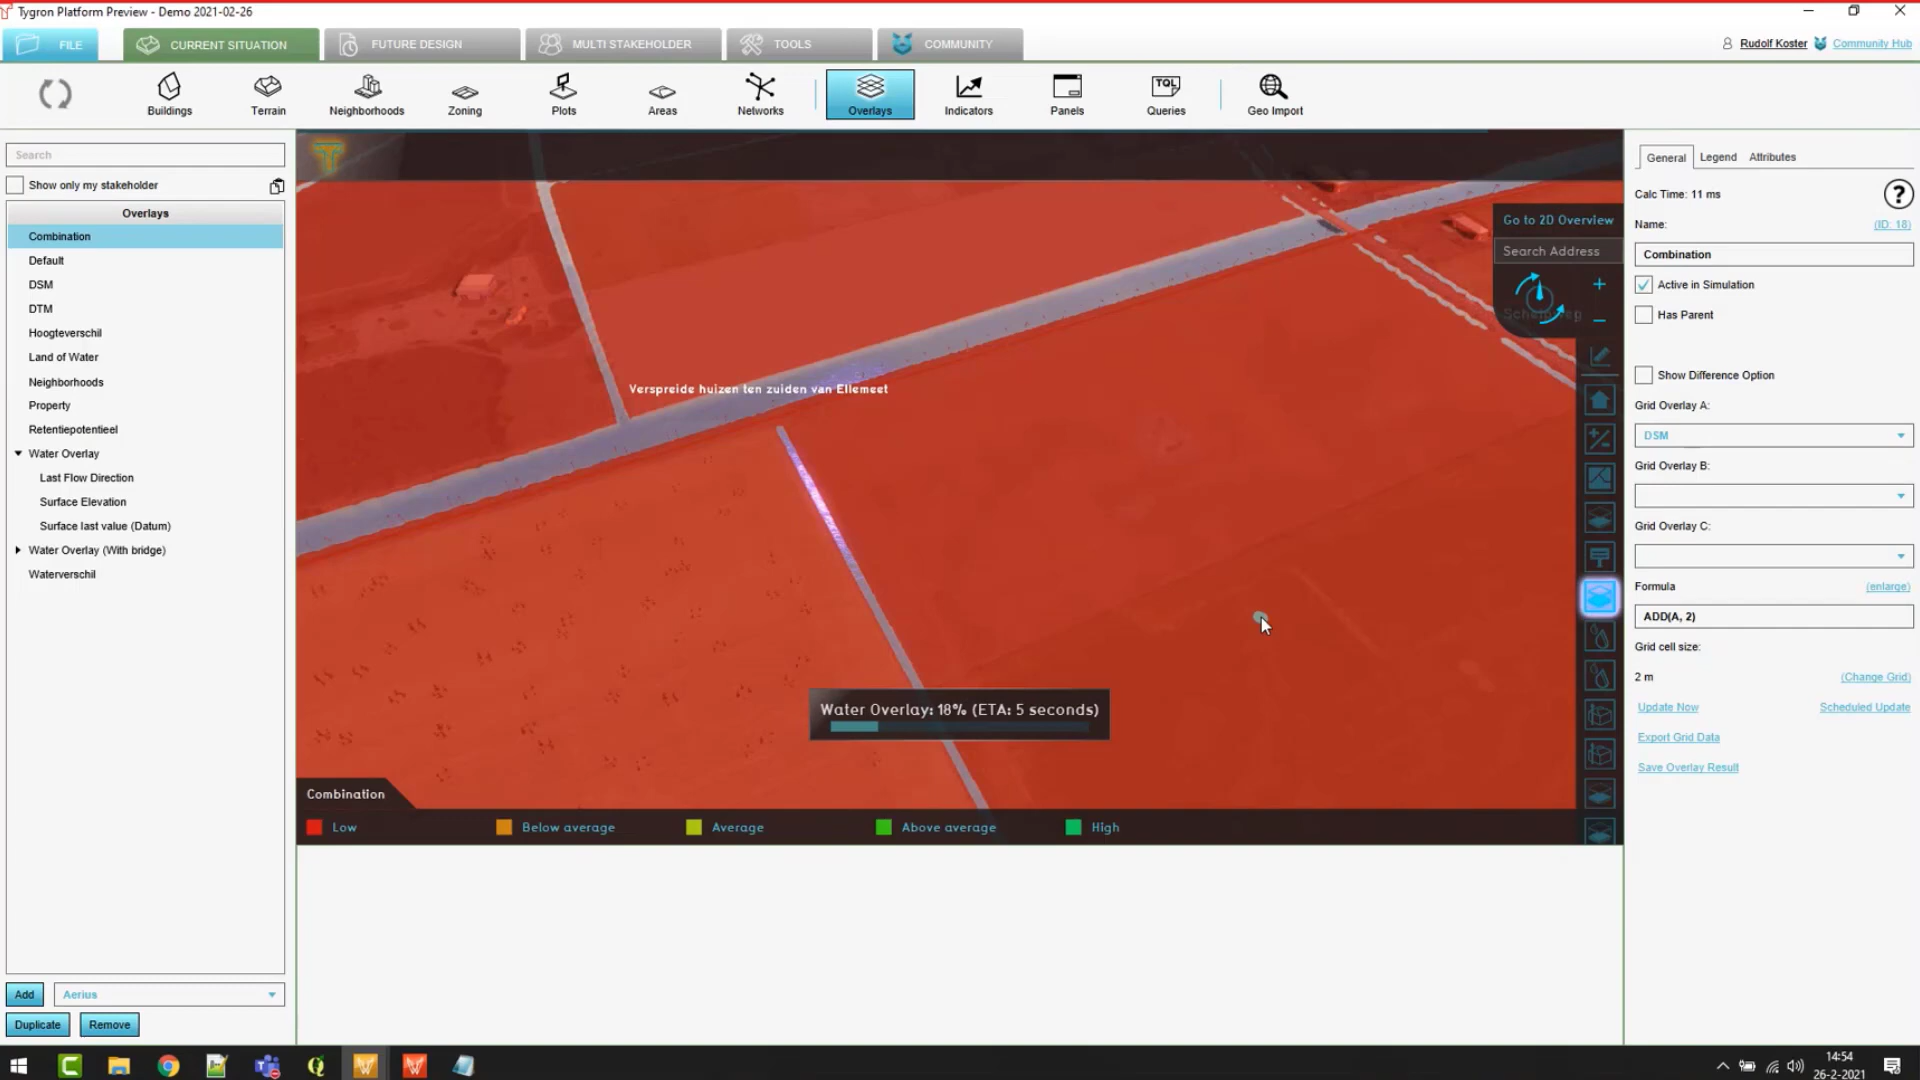 Tygron Platform Preview - Demo 2021-02-26
FILE
CURRENT SITUATION
FUTURE DESIGN
MULTI STAKEHOLDER
TOOLS
COMMUNITY
Rudolf Koster
Community Hub
Buildings
Terrain
Neighborhoods
Zoning
Plots
Areas
Networks
Overlays
Indicators
Panels
TQL
Queries
Geo Import
Search
Show only my stakeholder
Overlays
Combination
Default
DSM
DTM
Hoogteverschil
Land of Water
Neighborhoods
Property
Retentiepotentieel
Water Overlay
Last Flow Direction
Surface Elevation
Surface last value (Datum)
Water Overlay (With bridge)
Waterverschil
Add
Aerius
Duplicate
Remove
Go to 2D Overview
Search Address
Verspreide huizen ten zuiden van Ellemeet
Water Overlay: 18% (ETA: 5 seconds)
Combination
Low
Below average
Average
Above average
High
General
Legend
Attributes
Calc Time: 11 ms
?
Name:
(ID: 18)
Combination
Active in Simulation
Has Parent
Show Difference Option
Grid Overlay A:
DSM
Grid Overlay B:
Grid Overlay C:
Formula
(enlarge)
ADD(A, 2)
Grid cell size:
2 m
(Change Grid)
Update Now
Scheduled Update
Export Grid Data
Save Overlay Result
14:54
26-2-2021